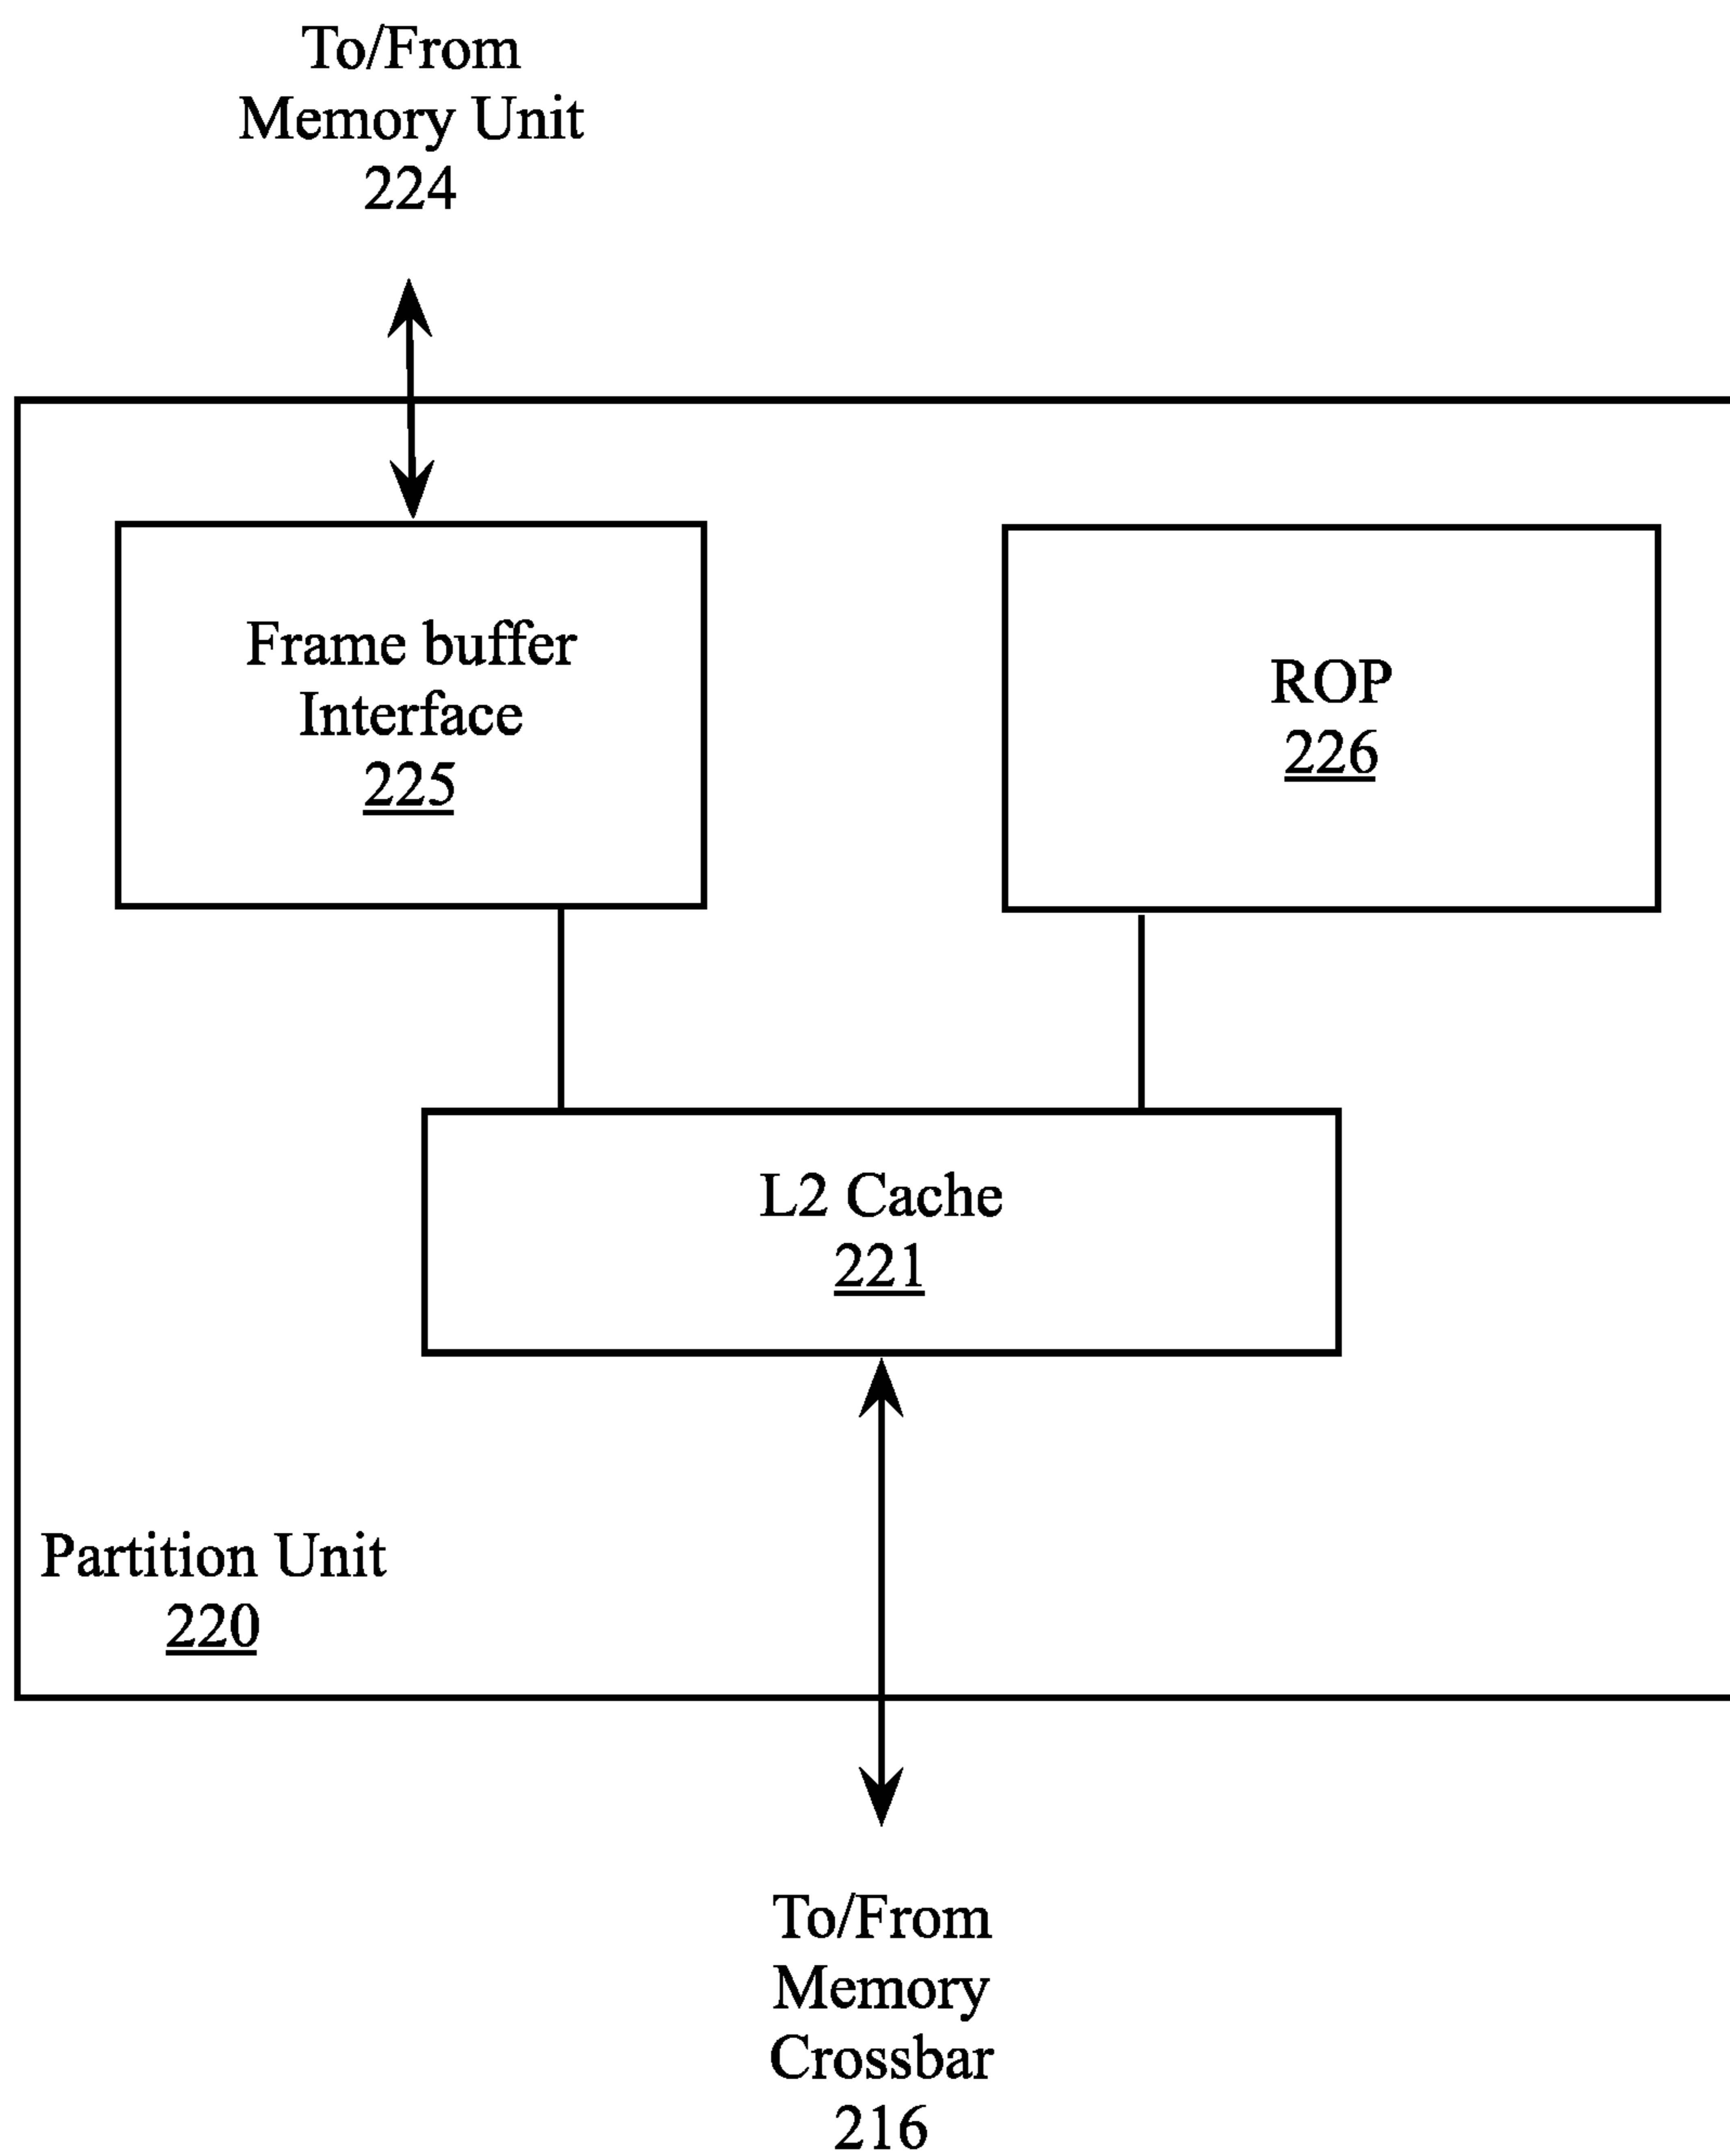 To/From
Memory Unit
224
Frame buffer
Interface
225
ROP
226
L2 Cache
221
Partition Unit
220
To/From
Memory
Crossbar
216